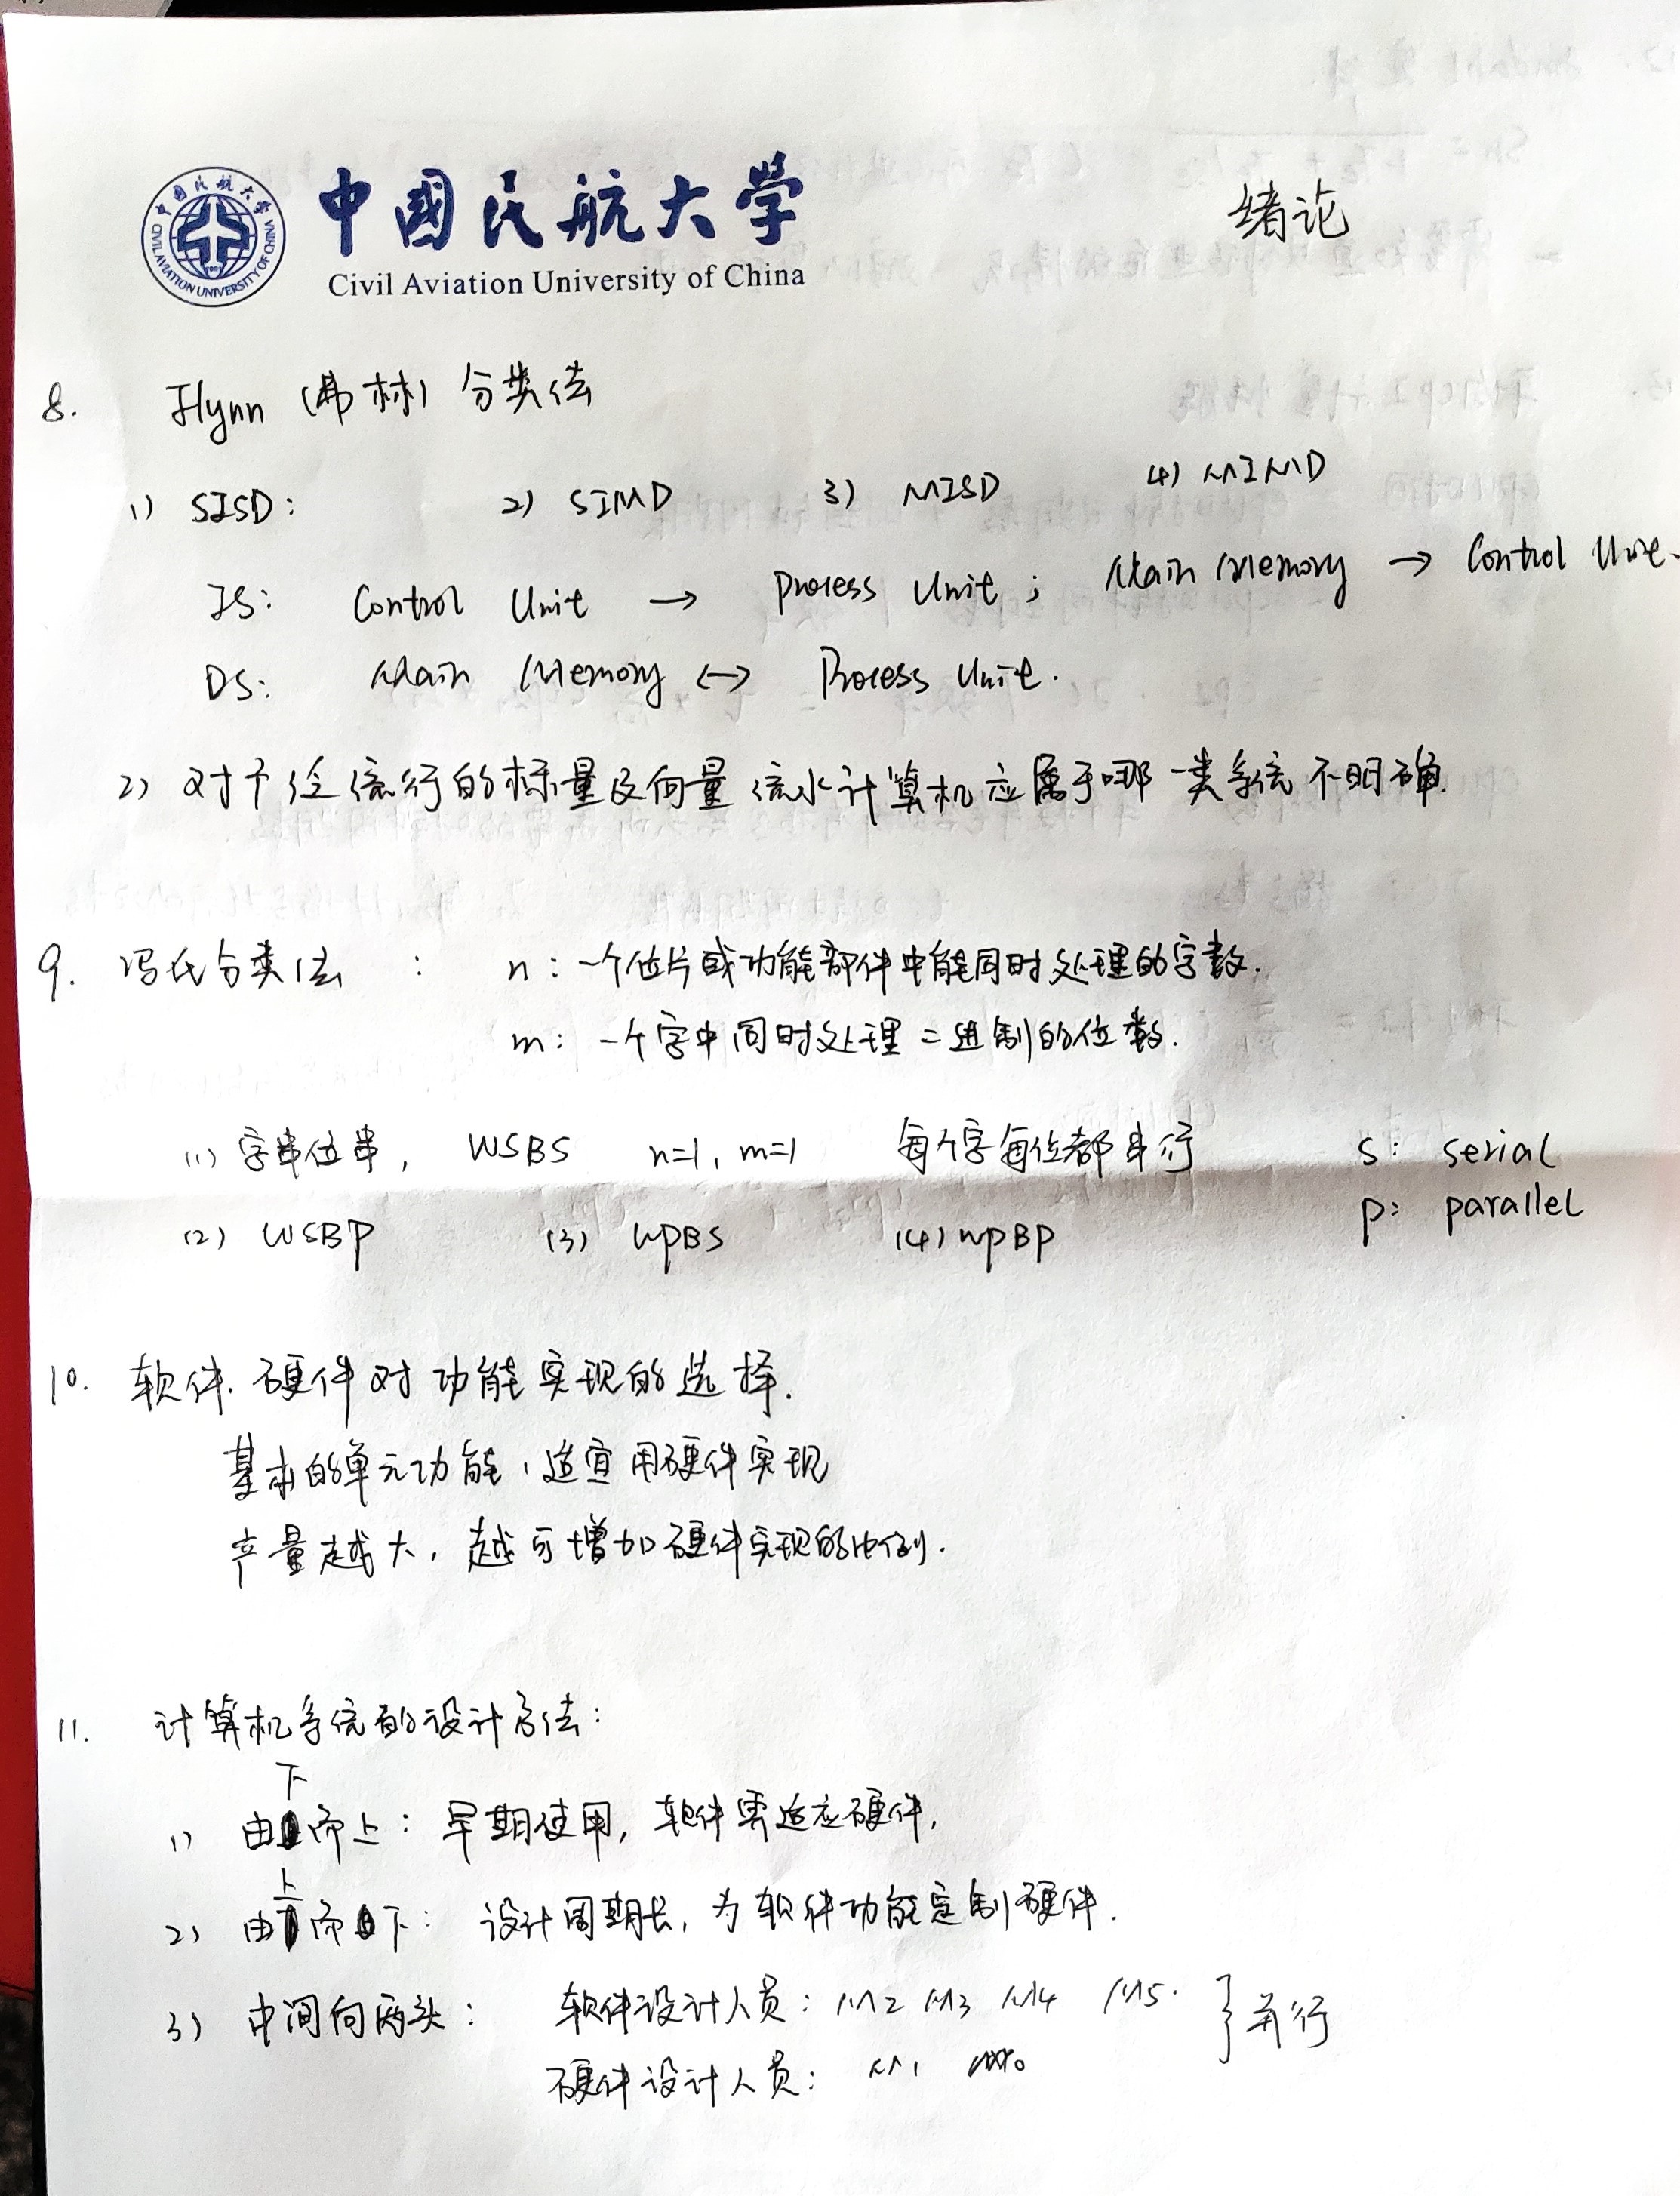 中國民航大学
Civil Aviation University of China
中国民航大学
CIVIL AVIATION UNIVERSITY OF CHINA
绪论
8. Flynn (弗林) 分类法
1) SISD: 2) SIMD 3) MISD 4) MIMD
IS: Control Unit → Process Unit; Main Memory → Control Unit.
DS: Main Memory ↔ Process Unit.
2) 对于 流行的标量及向量流水计算机应属于哪一类系统不明确.
9. 冯氏分类法: n: 一个位片或功能部件中能同时处理的字数.
m: 一个字中同时处理二进制的位数.
(1) 字串位串, WSBS n=1, m=1 每个字每位都串行 S: serial
(2) WSBP (3) WPBS (4) WPBP P: parallel
10. 软件.硬件对功能实现的选择.
基本的单元功能,适宜用硬件实现
产量越大,越可增加硬件实现的比例.
11. 计算机系统的设计方法:
1) 由下而上: 早期使用, 软件需适应硬件,
2) 由上而下: 设计周期长, 为软件功能定制硬件.
3) 中间向两头: 软件设计人员: M2 M3 M4 M5. } 并行
硬件设计人员: M1 M0